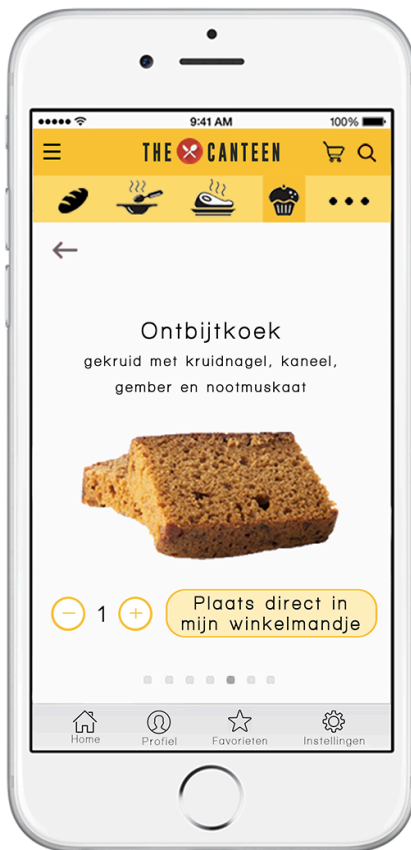 9:41 AM 100%
THE CANTEEN
Ontbijtkoek
gekruid met kruidnagel, kaneel,
gember en nootmuskaat
1
Plaats direct in
mijn winkelmandje
Home Profiel Favorieten Instellingen